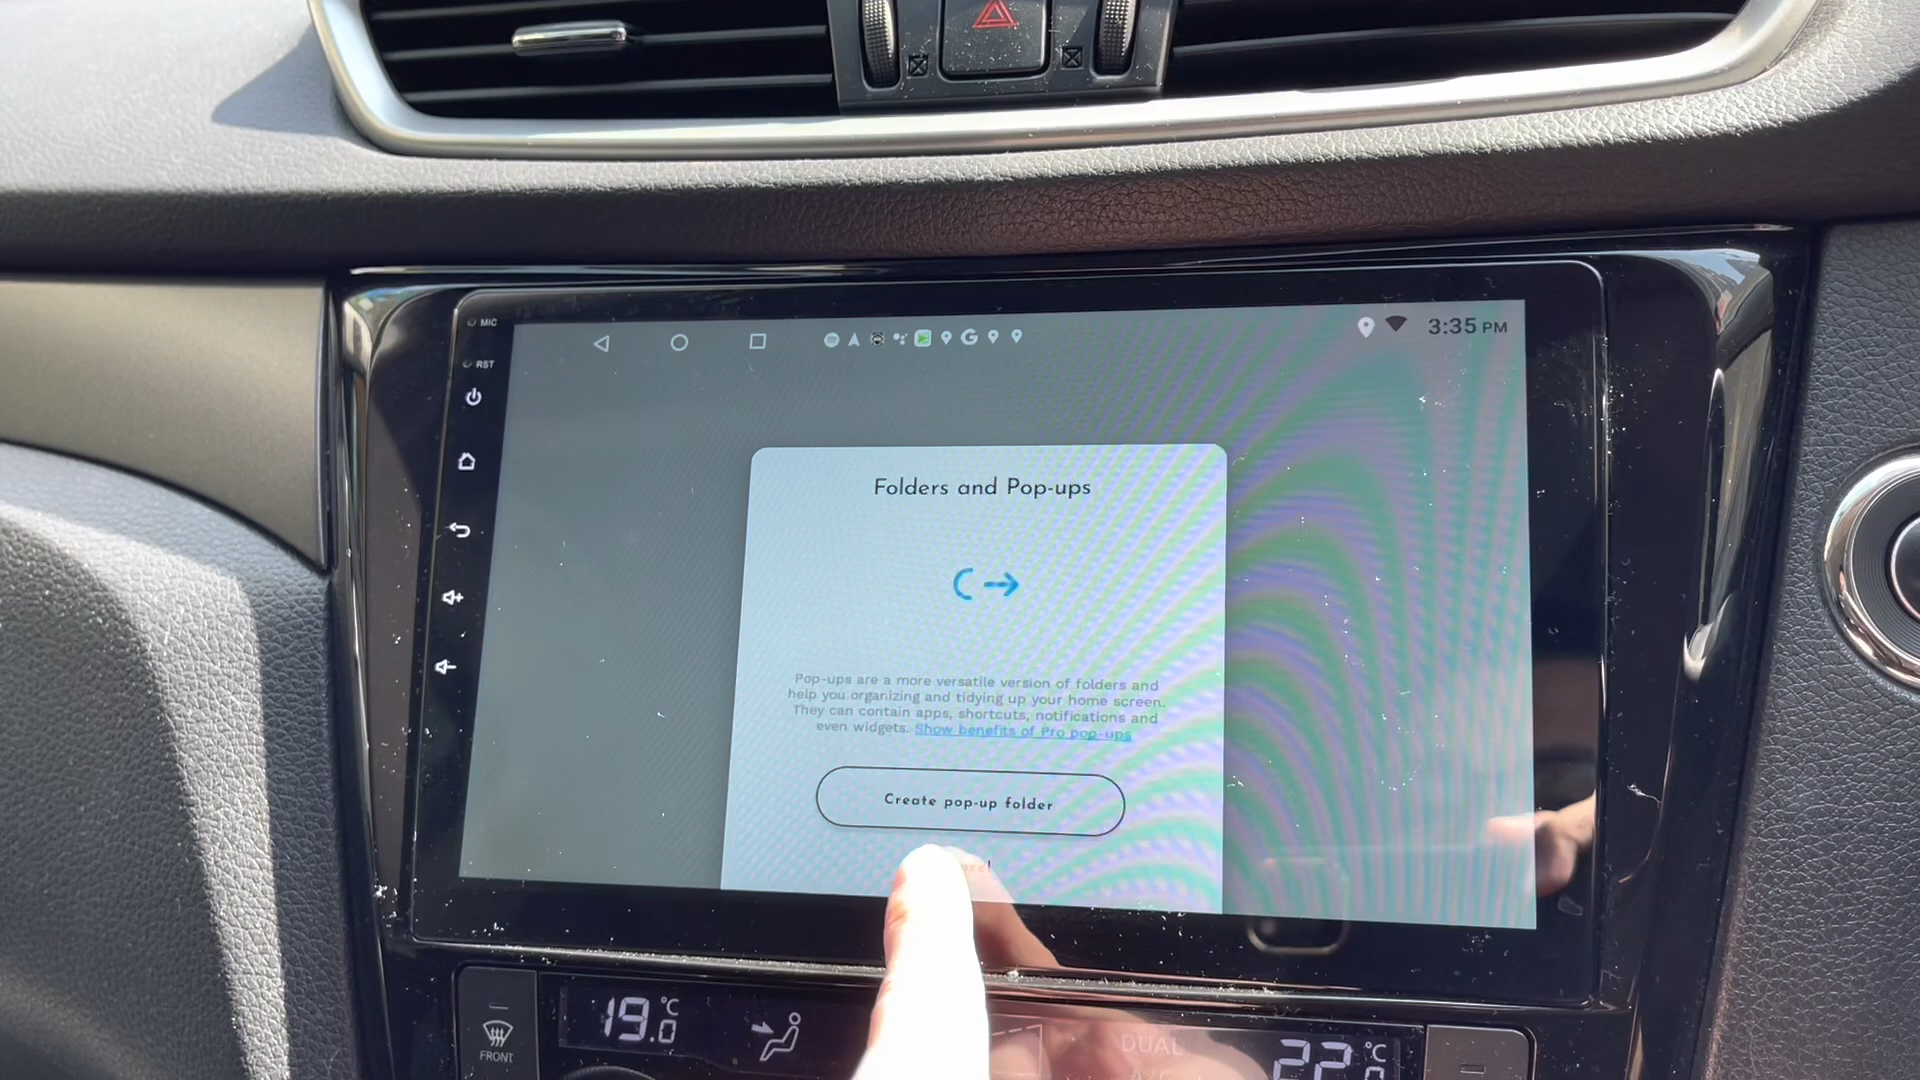 MIC
3:35 PM
RST
Folders and Pop-ups
Pop-ups are a more versatile version of folders and
help you organizing and tidying up your home screen.
They can contain apps, shortcuts, notifications and
even widgets. Show benefits of Pro pop-ups
Create pop-up folder
19.0 °C
FRONT
DUAL
22 °C